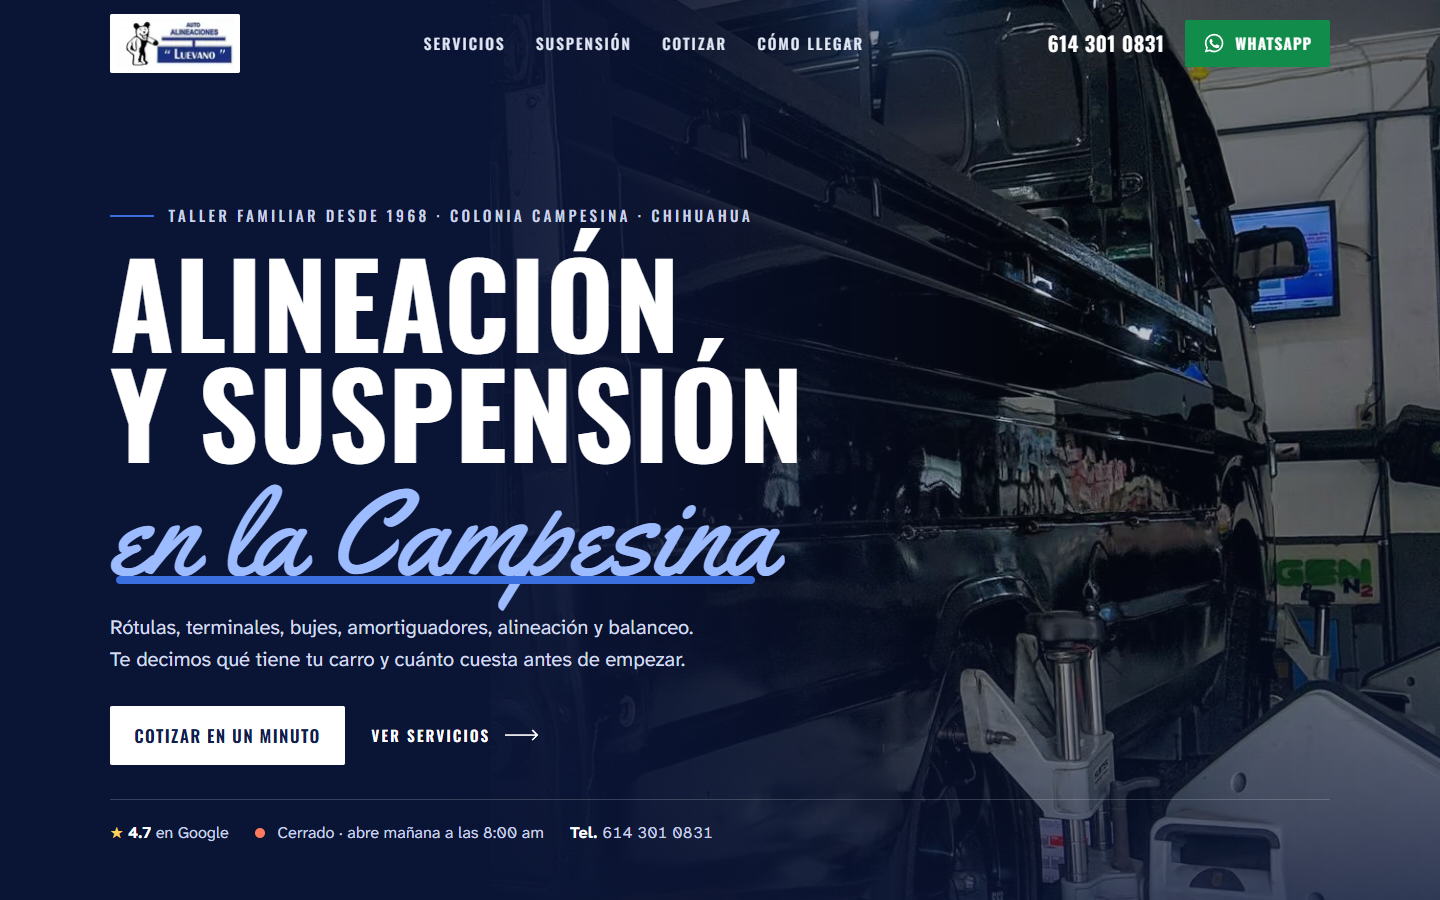 AUTO
ALINEACIONES
" LUEVANO "
SERVICIOS
SUSPENSIÓN
COTIZAR
CÓMO LLEGAR
614 301 0831
WHATSAPP
TALLER FAMILIAR DESDE 1968 · COLONIA CAMPESINA · CHIHUAHUA
ALINEACIÓN
Y SUSPENSIÓN
en la Campesina
Rótulas, terminales, bujes, amortiguadores, alineación y balanceo.
Te decimos qué tiene tu carro y cuánto cuesta antes de empezar.
COTIZAR EN UN MINUTO
VER SERVICIOS
GEN
N2
★ 4.7 en Google
Cerrado · abre mañana a las 8:00 am
Tel. 614 301 0831